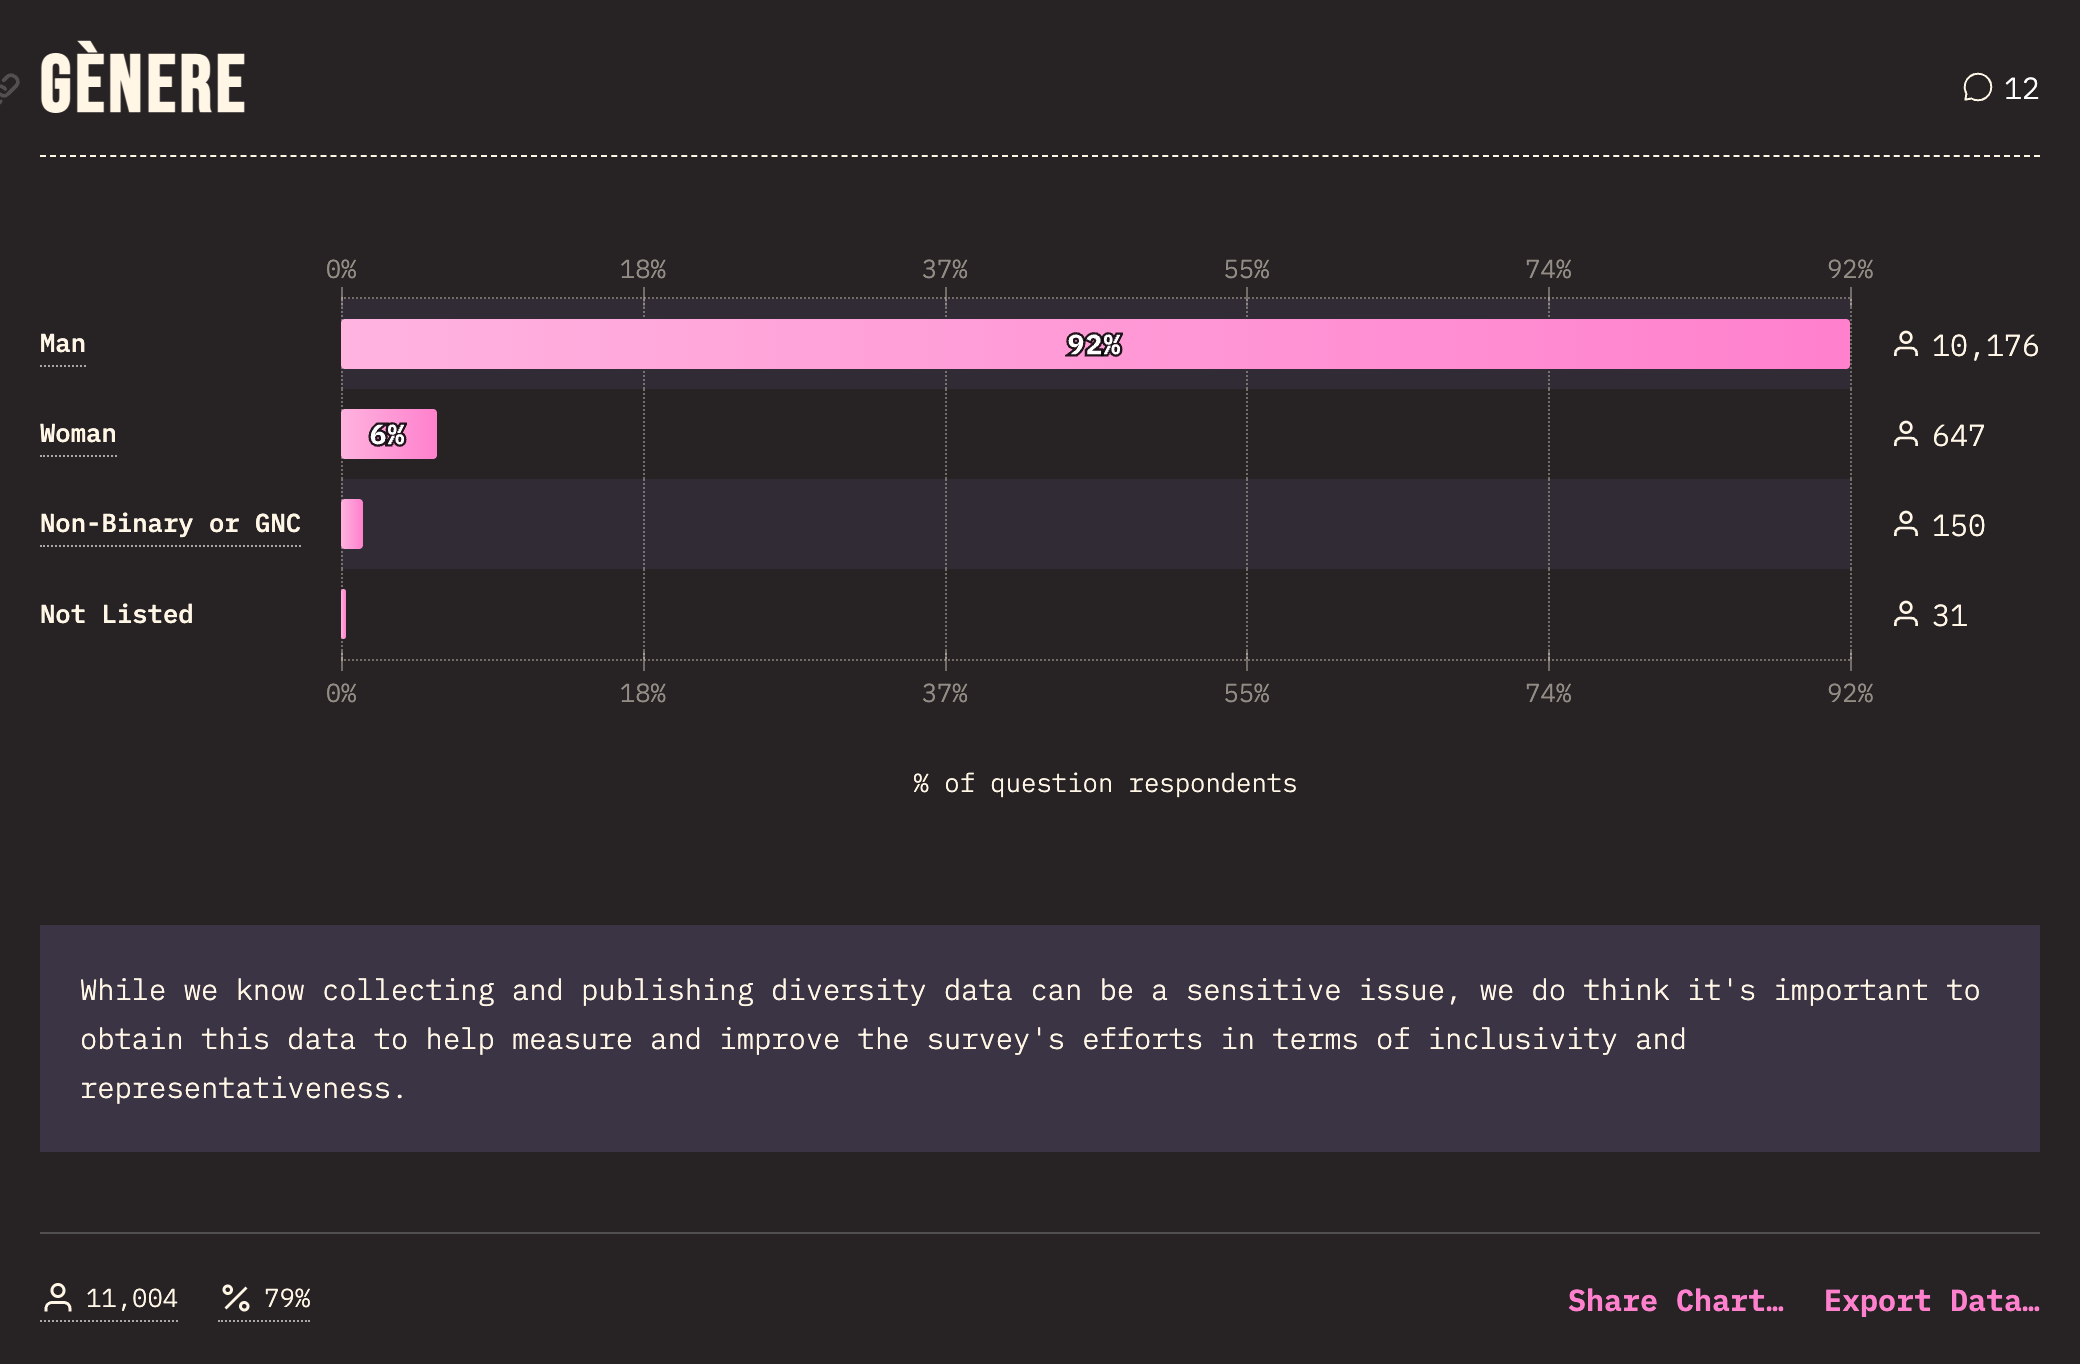 GÈNERE
12
0% 18% 37% 55% 74% 92%
Man 92% 10,176
Woman 6% 647
Non-Binary or GNC 150
Not Listed 31
0% 18% 37% 55% 74% 92%
% of question respondents
While we know collecting and publishing diversity data can be a sensitive issue, we do think it's important to
obtain this data to help measure and improve the survey's efforts in terms of inclusivity and
representativeness.
11,004 % 79% Share Chart… Export Data…